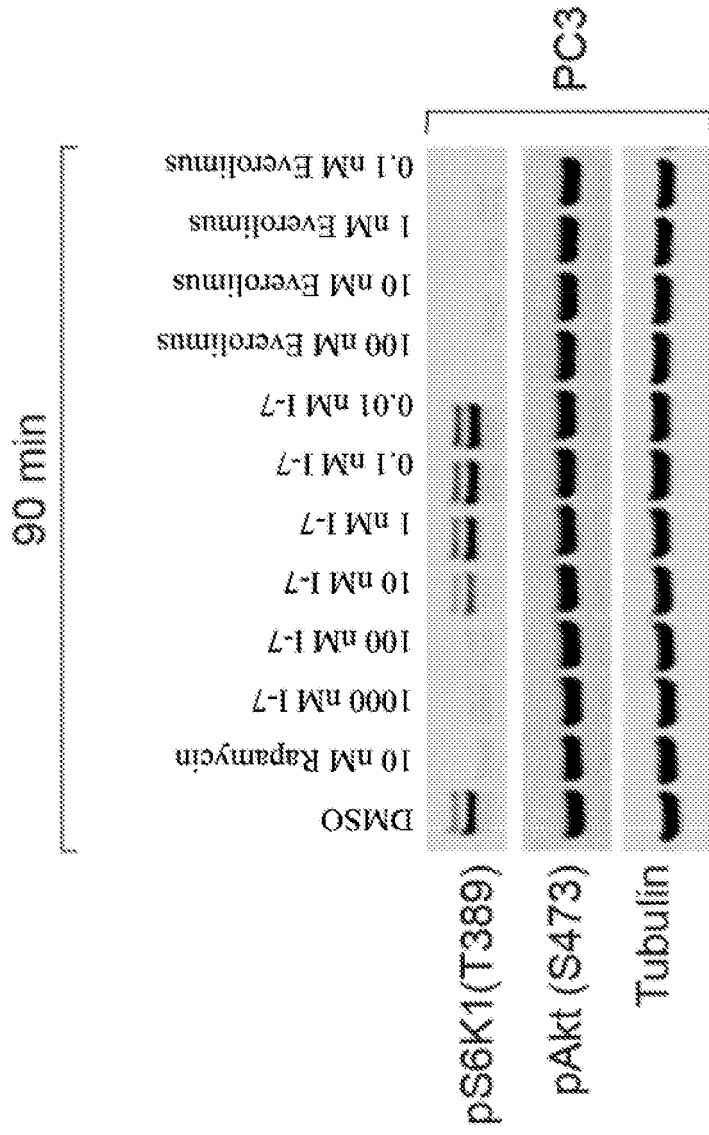 90 min
DMSO
10 nM Rapamycin
1000 nM I-7
100 nM I-7
10 nM I-7
1 nM I-7
0.1 nM I-7
0.01 nM I-7
100 nM Everolimus
10 nM Everolimus
1 nM Everolimus
0.1 nM Everolimus
pS6K1(T389)
pAkt (S473)
Tubulin
PC3